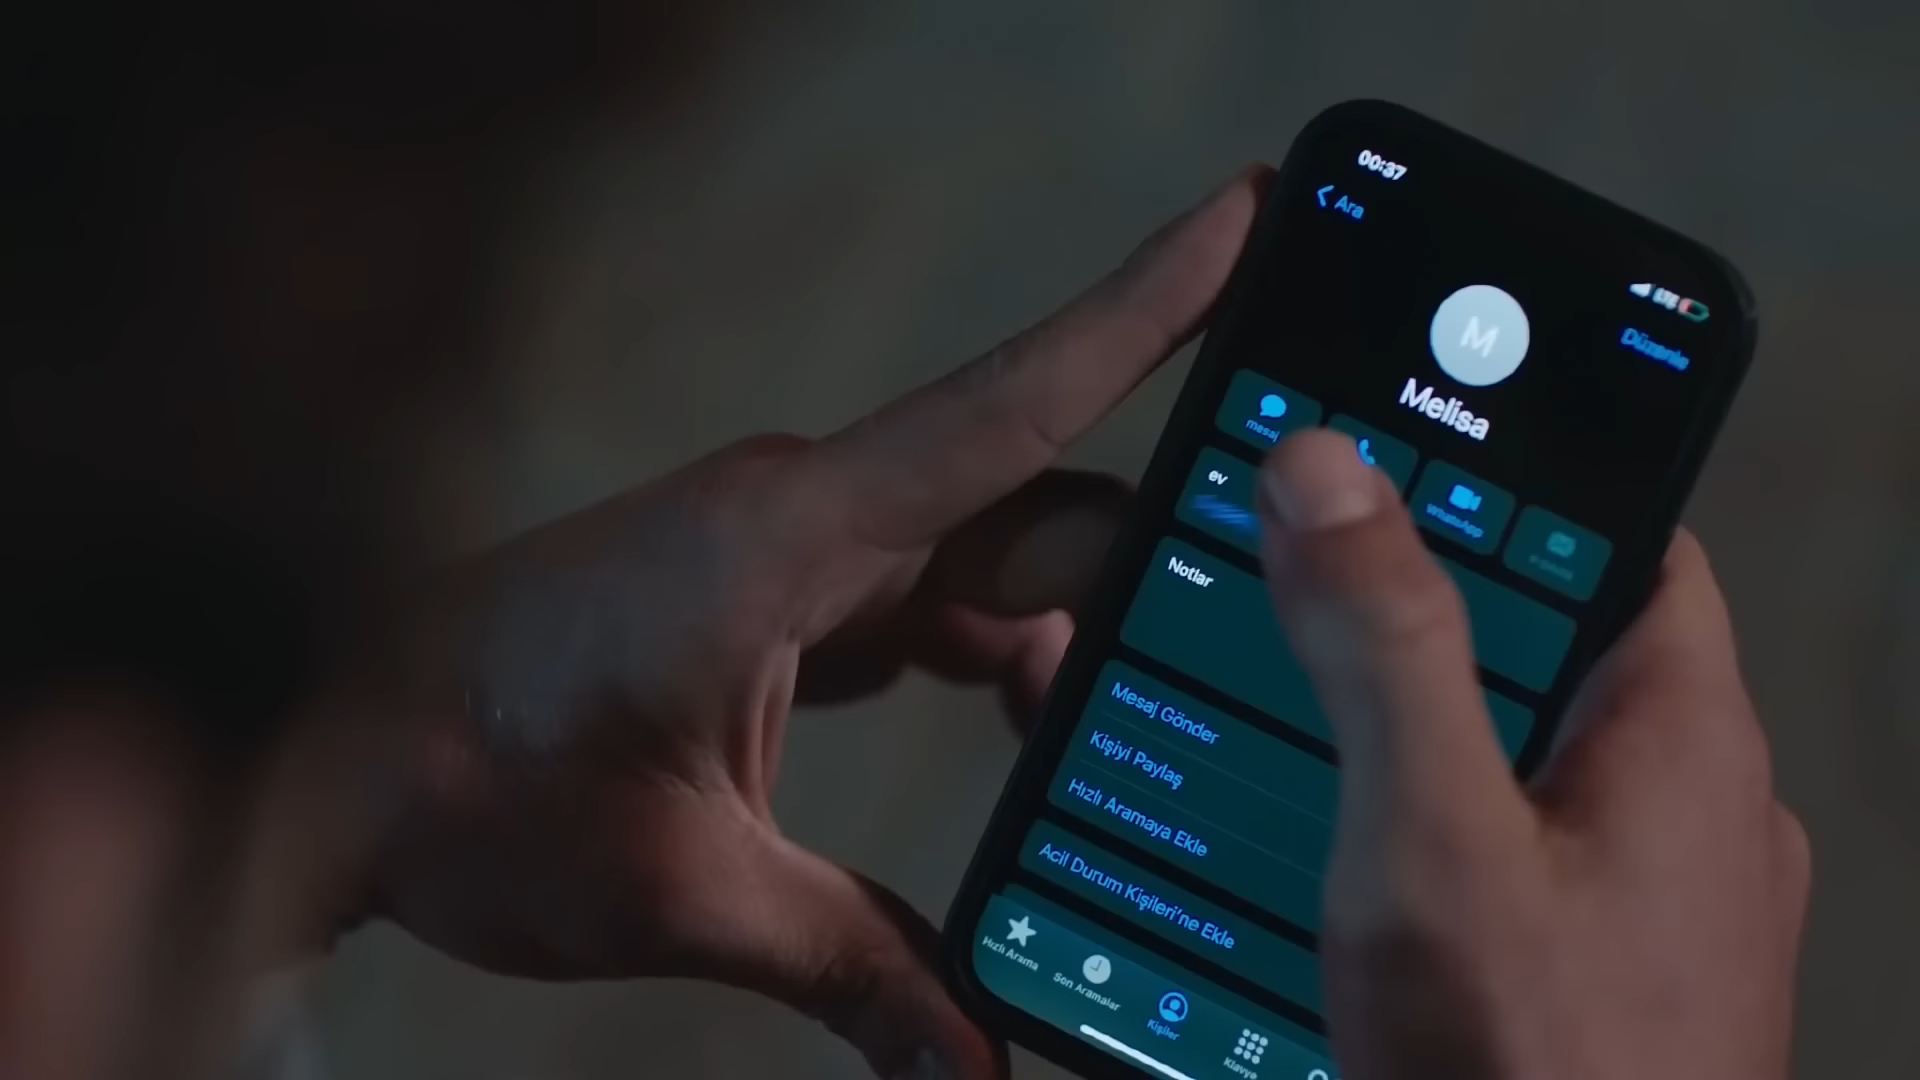 00:37
Ara
LTE
Düzenle
M
Melisa
mesaj
WhatsApp
ev
Notlar
Mesaj Gönder
Kişiyi Paylaş
Hızlı Aramaya Ekle
Acil Durum Kişileri'ne Ekle
Hızlı Arama
Son Aramalar
Kişiler
Klavye